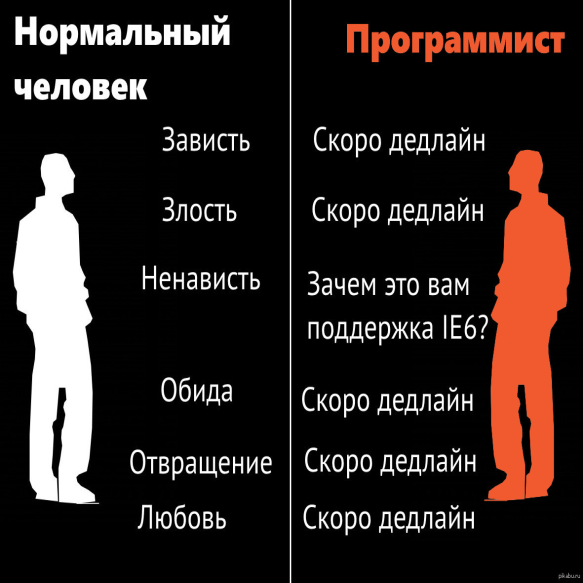 Нормальный
человек
Программист
Зависть
Скоро дедлайн
Злость
Скоро дедлайн
Ненависть
Зачем это вам
поддержка IE6?
Обида
Скоро дедлайн
Отвращение
Скоро дедлайн
Любовь
Скоро дедлайн
pikabu.ru